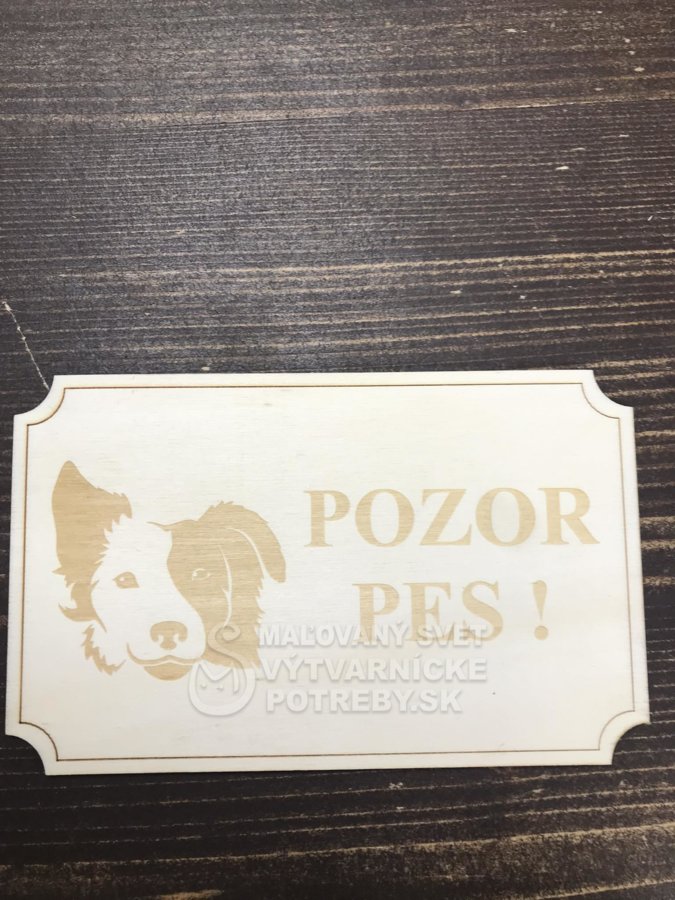 POZOR
PES !
MAĽOVANÝ SVET
VÝTVARNÍCKE
POTREBY.SK